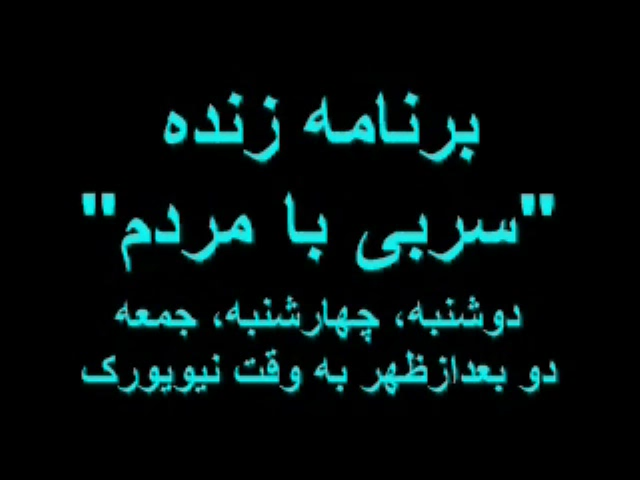 برنامه زنده
"سربی با مردم"
دوشنبه، چهارشنبه، جمعه
دو بعدازظهر به وقت نیویورک